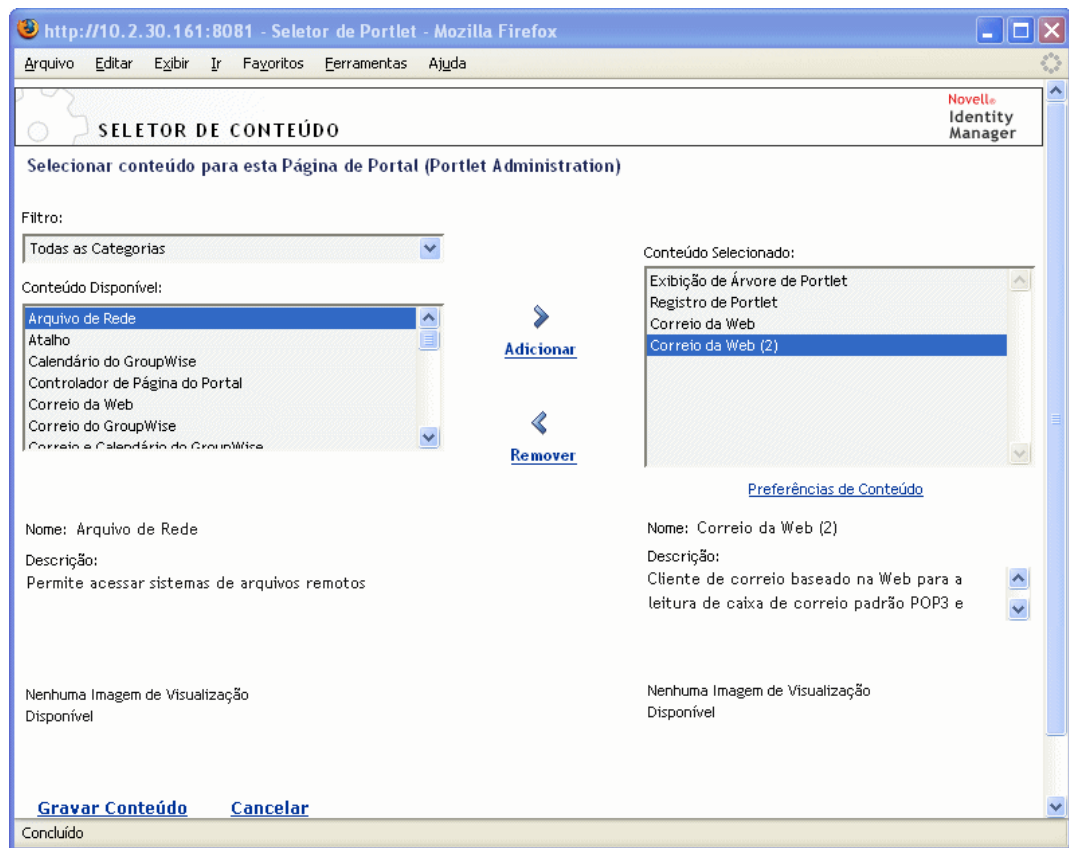 http://10.2.30.161:8081 - Seletor de Portlet - Mozilla Firefox
Arquivo Editar Exibir Ir Favoritos Ferramentas Ajuda
Novell®
Identity
Manager
SELETOR DE CONTEÚDO
Selecionar conteúdo para esta Página de Portal (Portlet Administration)
Filtro:
Todas as Categorias
Conteúdo Disponível:
Arquivo de Rede
Atalho
Calendário do GroupWise
Controlador de Página do Portal
Correio da Web
Correio do GroupWise
Correio e Calendário do GroupWise
Adicionar
Remover
Conteúdo Selecionado:
Exibição de Árvore de Portlet
Registro de Portlet
Correio da Web
Correio da Web (2)
Preferências de Conteúdo
Nome: Arquivo de Rede
Descrição:
Permite acessar sistemas de arquivos remotos
Nenhuma Imagem de Visualização
Disponível
Nome: Correio da Web (2)
Descrição:
Cliente de correio baseado na Web para a
leitura de caixa de correio padrão POP3 e
Nenhuma Imagem de Visualização
Disponível
Gravar Conteúdo Cancelar
Concluído